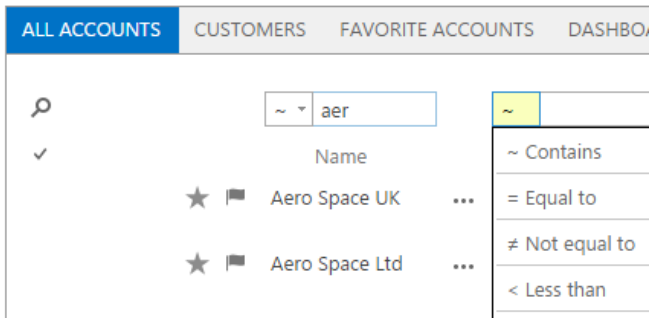 ALL ACCOUNTS CUSTOMERS FAVORITE ACCOUNTS DASHBOA
~ aer ~
Name ~ Contains
Aero Space UK ... = Equal to
≠ Not equal to
Aero Space Ltd ... < Less than